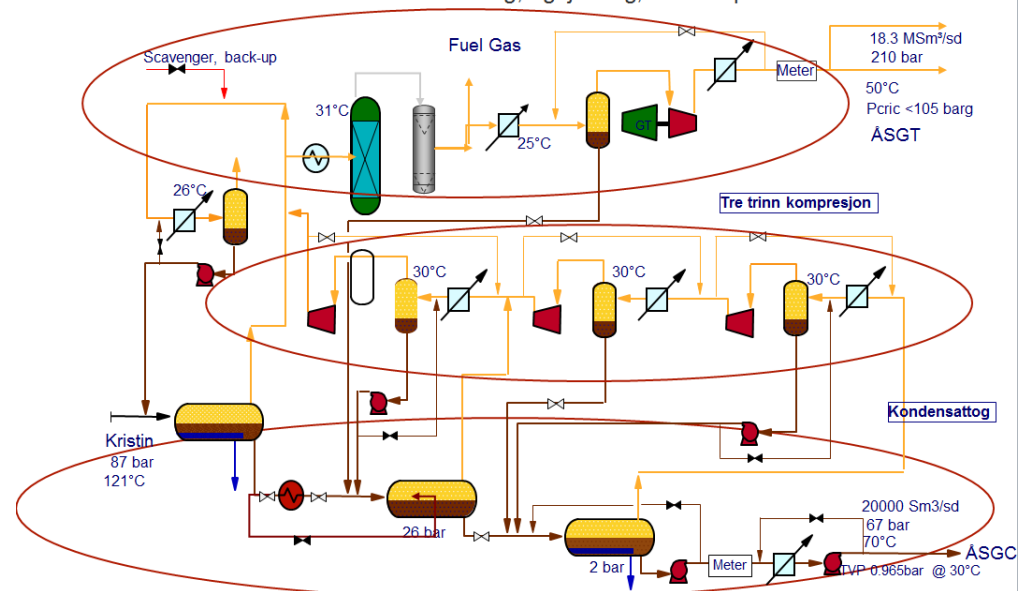 Scavenger, back-up
Fuel Gas
18.3 MSm³/sd
210 bar
Meter
31°C
50°C
Pcric <105 barg
ÅSGT
GT
25°C
26°C
Tre trinn kompresjon
30°C
30°C
30°C
Kondensattog
Kristin
87 bar
121°C
26 bar
20000 Sm3/sd
67 bar
70°C
ÅSGC
2 bar
Meter
TVP 0.965bar @ 30°C